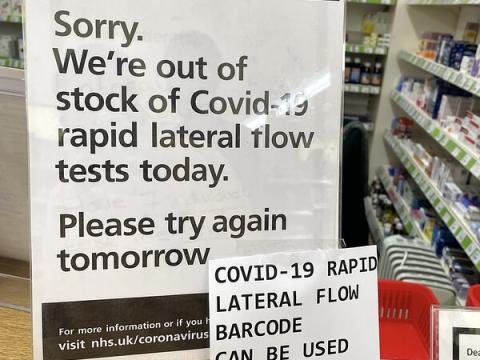 Sorry.
We're out of
stock of Covid-19
rapid lateral flow
tests today.
Please try again
tomorrow
For more information or if you h
visit nhs.uk/coronavirus
COVID-19 RAPID
LATERAL FLOW
BARCODE
CAN BE USED